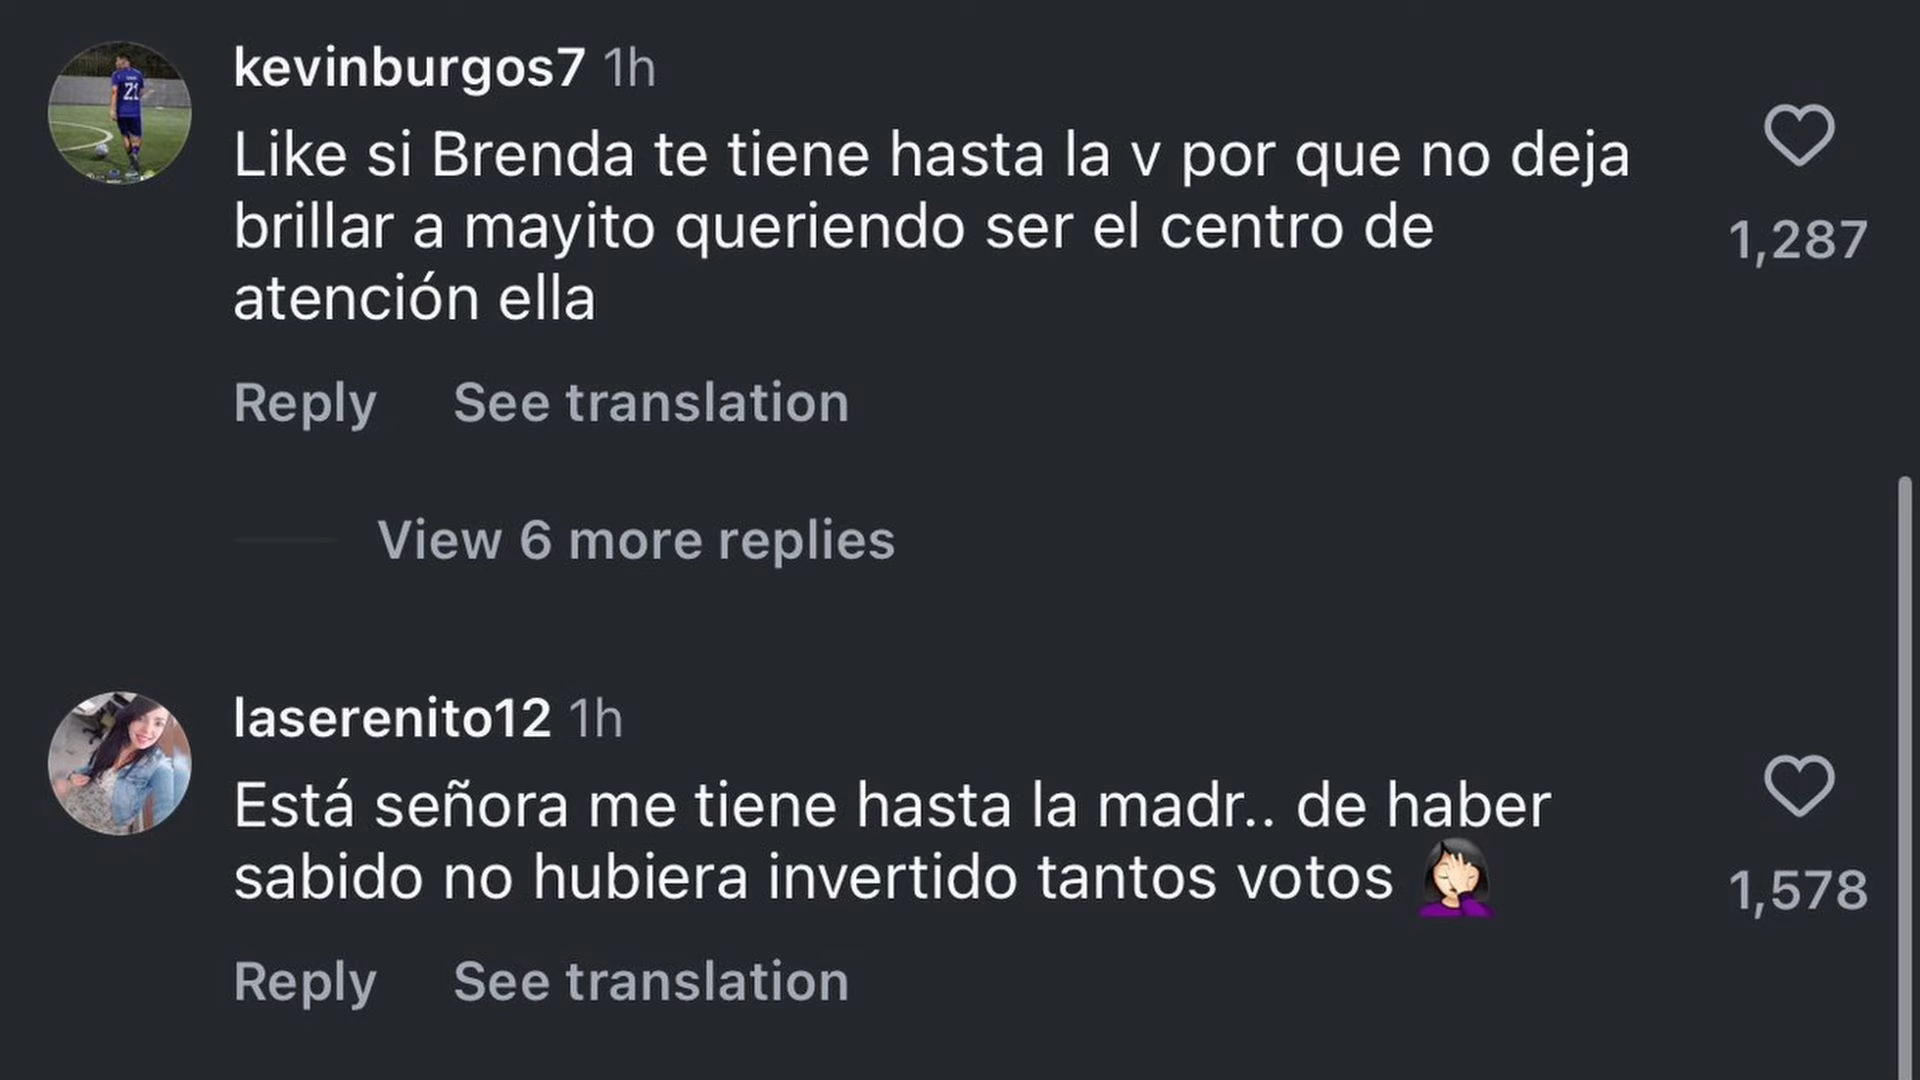 kevinburgos7 1h
Like si Brenda te tiene hasta la v por que no deja
brillar a mayito queriendo ser el centro de
atención ella
1,287
Reply See translation
View 6 more replies
laserenito12 1h
Está señora me tiene hasta la madr.. de haber
sabido no hubiera invertido tantos votos 🤦🏻‍♀️
1,578
Reply See translation